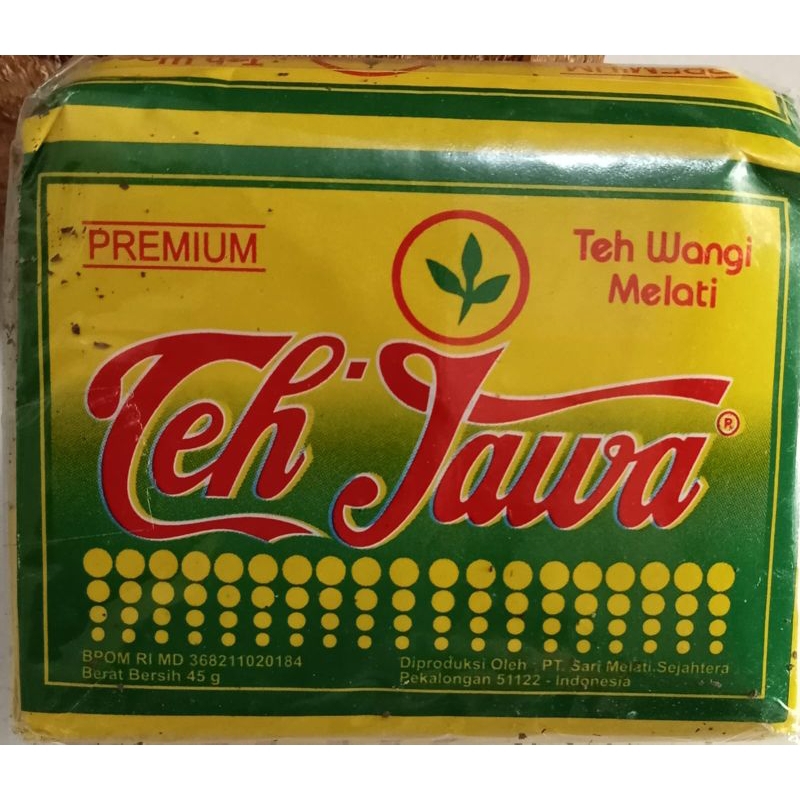 PREMIUM
Teh Wangi
Melati
Teh Jawa
®
BPOM RI MD 368211020184
Berat Bersih 45 g
Diproduksi Oleh : PT. Sari Melati Sejahtera
Pekalongan 51122 - Indonesia